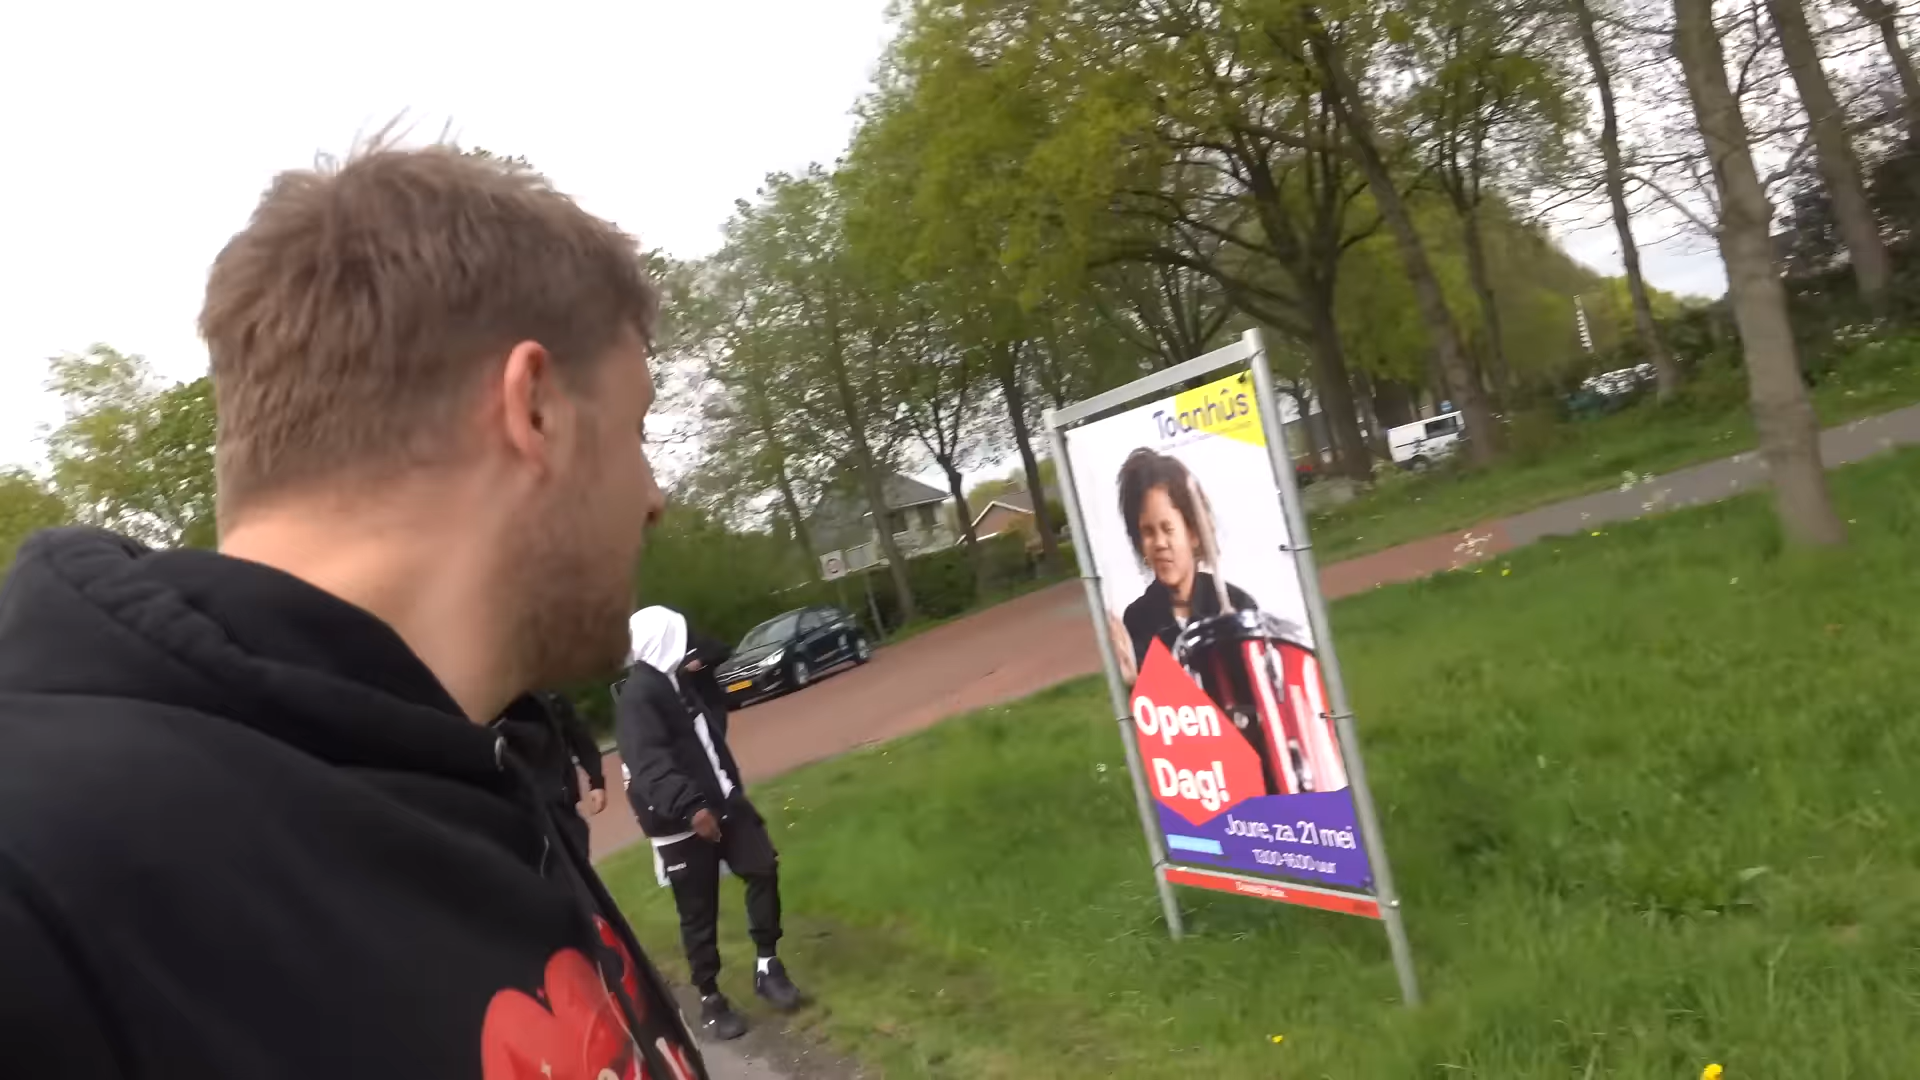 Toanhûs
Open
Dag!
Joure, za. 21 mei
13.00-16.00 uur